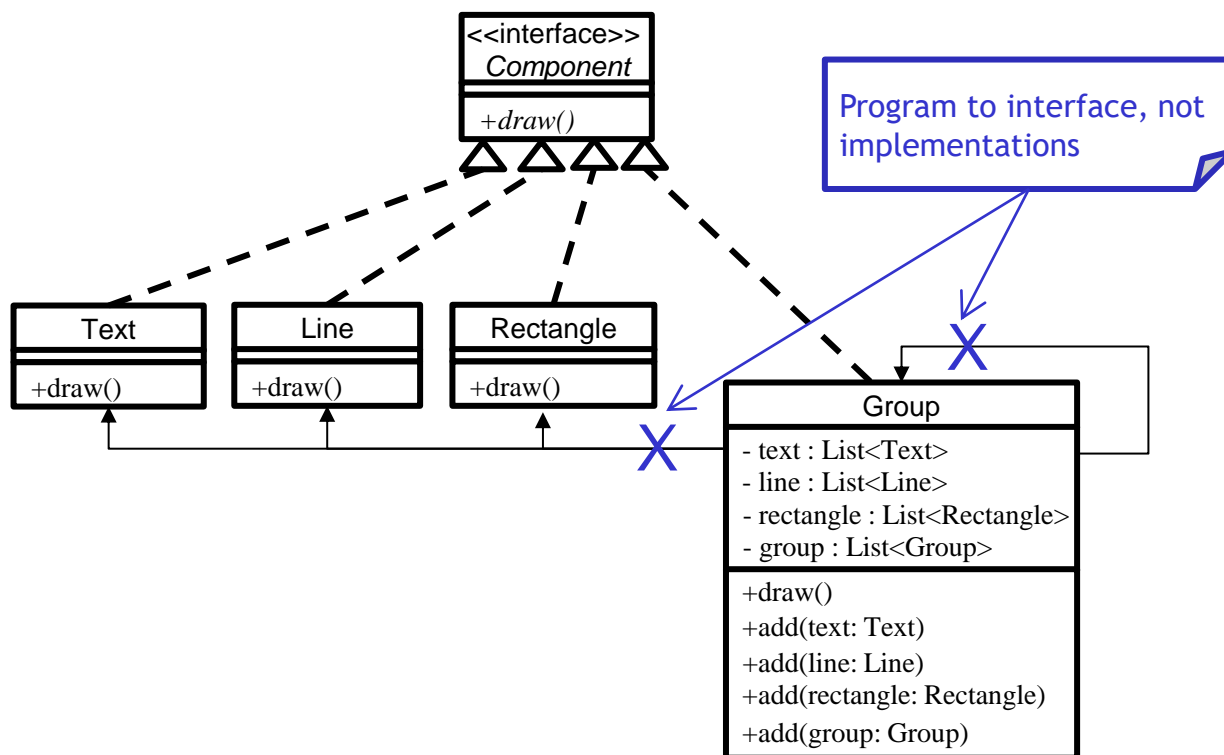 <<interface>>
Component
+draw()
Program to interface, not
implementations
Text
+draw()
Line
+draw()
Rectangle
+draw()
X
X
Group
- text : List<Text>
- line : List<Line>
- rectangle : List<Rectangle>
- group : List<Group>
+draw()
+add(text: Text)
+add(line: Line)
+add(rectangle: Rectangle)
+add(group: Group)